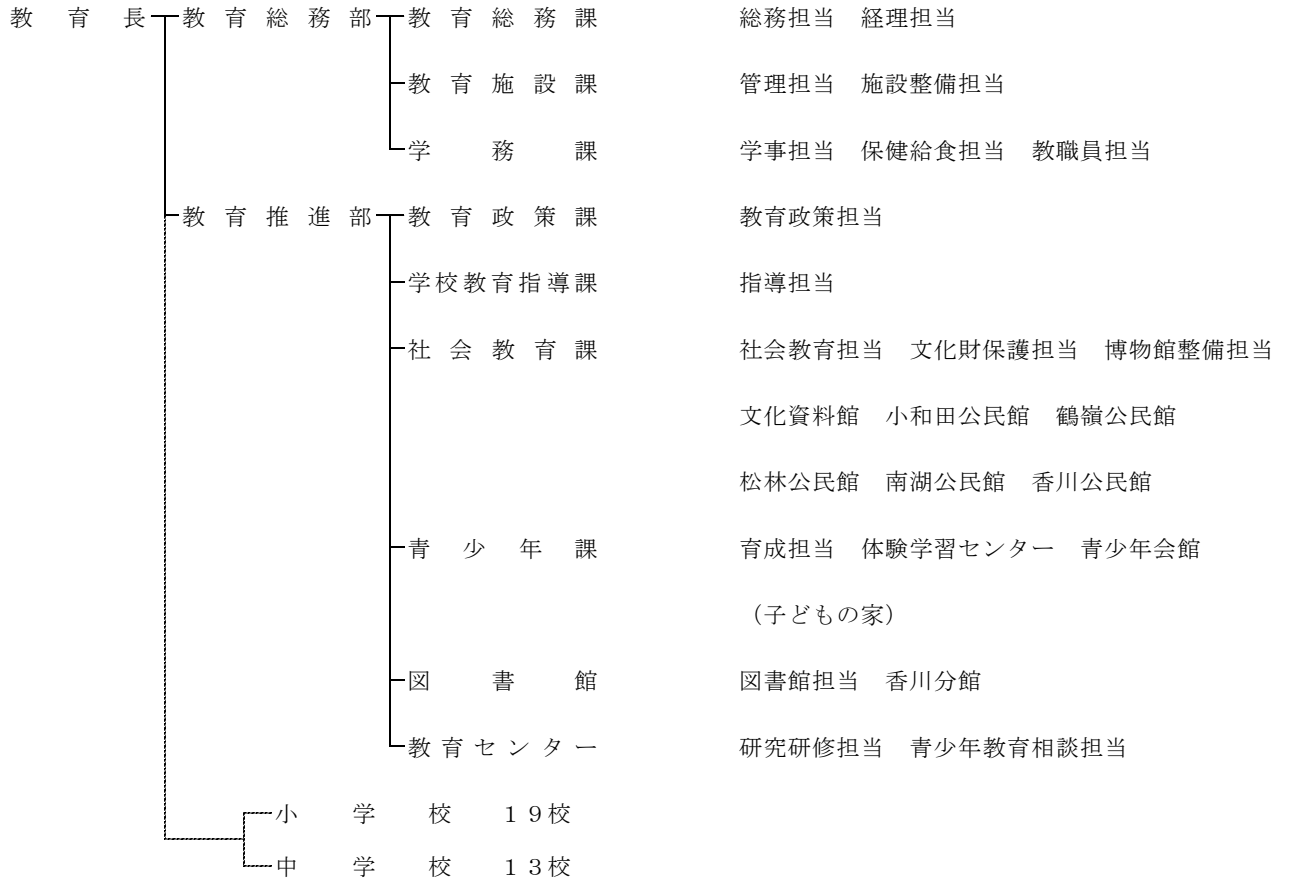 教育長 教育総務部 教育総務課 総務担当 経理担当
教育施設課 管理担当 施設整備担当
学務課 学事担当 保健給食担当 教職員担当
教育推進部 教育政策課 教育政策担当
学校教育指導課 指導担当
社会教育課 社会教育担当 文化財保護担当 博物館整備担当
文化資料館 小和田公民館 鶴嶺公民館
松林公民館 南湖公民館 香川公民館
青少年課 育成担当 体験学習センター 青少年会館
（子どもの家）
図書館 図書館担当 香川分館
教育センター 研究研修担当 青少年教育相談担当
小学校 １９校
中学校 １３校